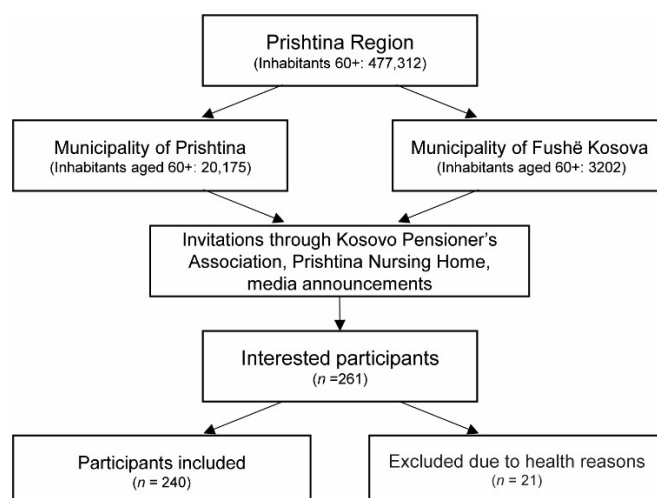 Prishtina Region
(Inhabitants 60+: 477,312)
Municipality of Prishtina
(Inhabitants aged 60+: 20,175)
Municipality of Fushë Kosova
(Inhabitants aged 60+: 3202)
Invitations through Kosovo Pensioner's
Association, Prishtina Nursing Home,
media announcements
Interested participants
(n =261)
Participants included
(n = 240)
Excluded due to health reasons
(n = 21)